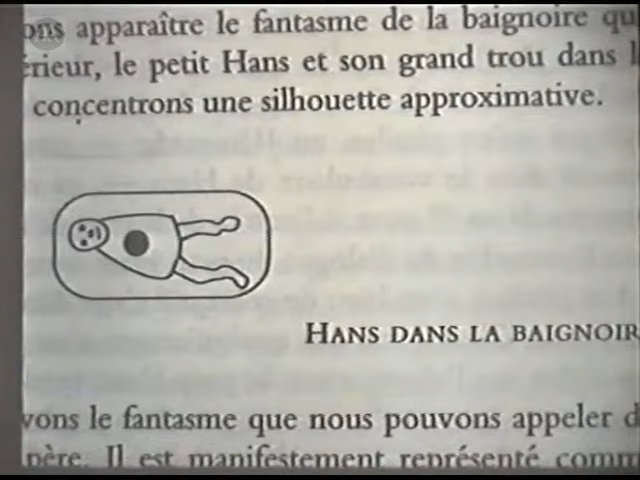 ons apparaître le fantasme de la baignoire qu
érieur, le petit Hans et son grand trou dans l
concentrons une silhouette approximative.
HANS DANS LA BAIGNOIR
vons le fantasme que nous pouvons appeler d
père. Il est manifestement représenté comm